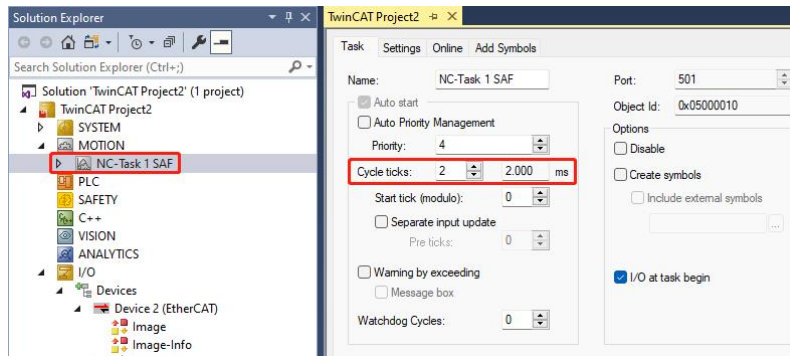 Solution Explorer
Search Solution Explorer (Ctrl+;)
Solution 'TwinCAT Project2' (1 project)
TwinCAT Project2
SYSTEM
MOTION
NC-Task 1 SAF
PLC
SAFETY
C++
VISION
ANALYTICS
I/O
Devices
Device 2 (EtherCAT)
Image
Image-Info
TwinCAT Project2
Task Settings Online Add Symbols
Name: NC-Task 1 SAF Port: 501
Auto start Object Id: 0x05000010
Auto Priority Management Options
Priority: 4 Disable
Cycle ticks: 2 2.000 ms Create symbols
Start tick (modulo): 0 Include external symbols
Separate input update ...
Pre ticks: 0
Warning by exceeding I/O at task begin
Message box
Watchdog Cycles: 0